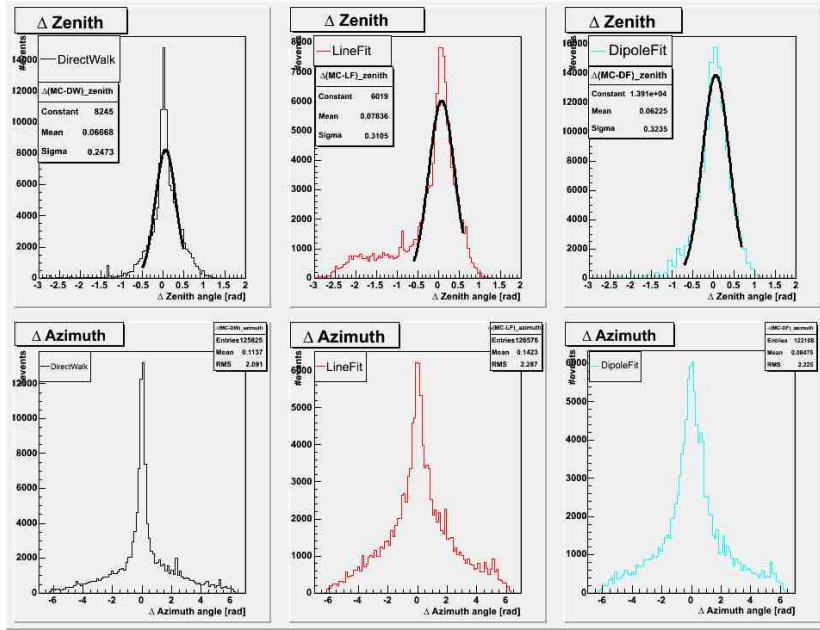 Δ Zenith
#events
DirectWalk
Δ(MC-DW)_zenith
Constant 8245
Mean 0.06668
Sigma 0.2473
14000
12000
10000
8000
6000
4000
2000
0
-3 -2.5 -2 -1.5 -1 -0.5 0 0.5 1 1.5 2
Δ Zenith angle [rad]
Δ Zenith
#events
LineFit
Δ(MC-LF)_zenith
Constant 6019
Mean 0.07836
Sigma 0.3105
8000
7000
6000
5000
4000
3000
2000
1000
0
-3 -2.5 -2 -1.5 -1 -0.5 0 0.5 1 1.5 2
Δ Zenith angle [rad]
Δ Zenith
#events
DipoleFit
Δ(MC-DF)_zenith
Constant 1.391e+04
Mean 0.06225
Sigma 0.3235
16000
14000
12000
10000
8000
6000
4000
2000
0
-3 -2.5 -2 -1.5 -1 -0.5 0 0.5 1 1.5 2
Δ Zenith angle [rad]
Δ Azimuth
#events
DirectWalk
Δ(MC-DW)_azimuth
Entries 125825
Mean 0.1137
RMS 2.091
12000
10000
8000
6000
4000
2000
0
-6 -4 -2 0 2 4 6
Δ Azimuth angle [rad]
Δ Azimuth
#events
LineFit
Δ(MC-LF)_azimuth
Entries 126576
Mean 0.1423
RMS 2.287
6000
5000
4000
3000
2000
1000
0
-6 -4 -2 0 2 4 6
Δ Azimuth angle [rad]
Δ Azimuth
#events
DipoleFit
Δ(MC-DF)_azimuth
Entries 122108
Mean 0.08475
RMS 2.225
6000
5000
4000
3000
2000
1000
0
-6 -4 -2 0 2 4 6
Δ Azimuth angle [rad]